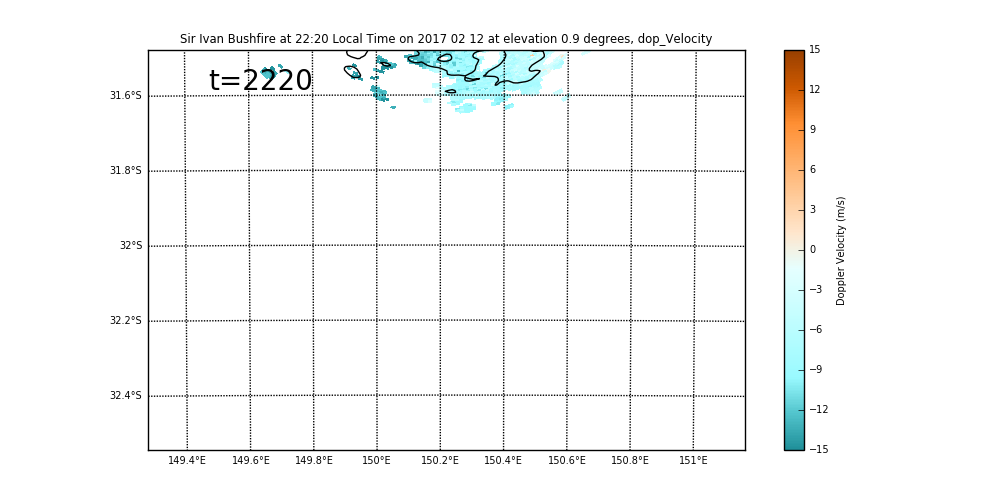 Sir Ivan Bushfire at 22:20 Local Time on 2017 02 12 at elevation 0.9 degrees, dop_Velocity
t=2220
31.6°S
31.8°S
32°S
32.2°S
32.4°S
149.4°E 149.6°E 149.8°E 150°E 150.2°E 150.4°E 150.6°E 150.8°E 151°E
15
12
9
6
3
0
−3
−6
−9
−12
−15
Doppler Velocity (m/s)